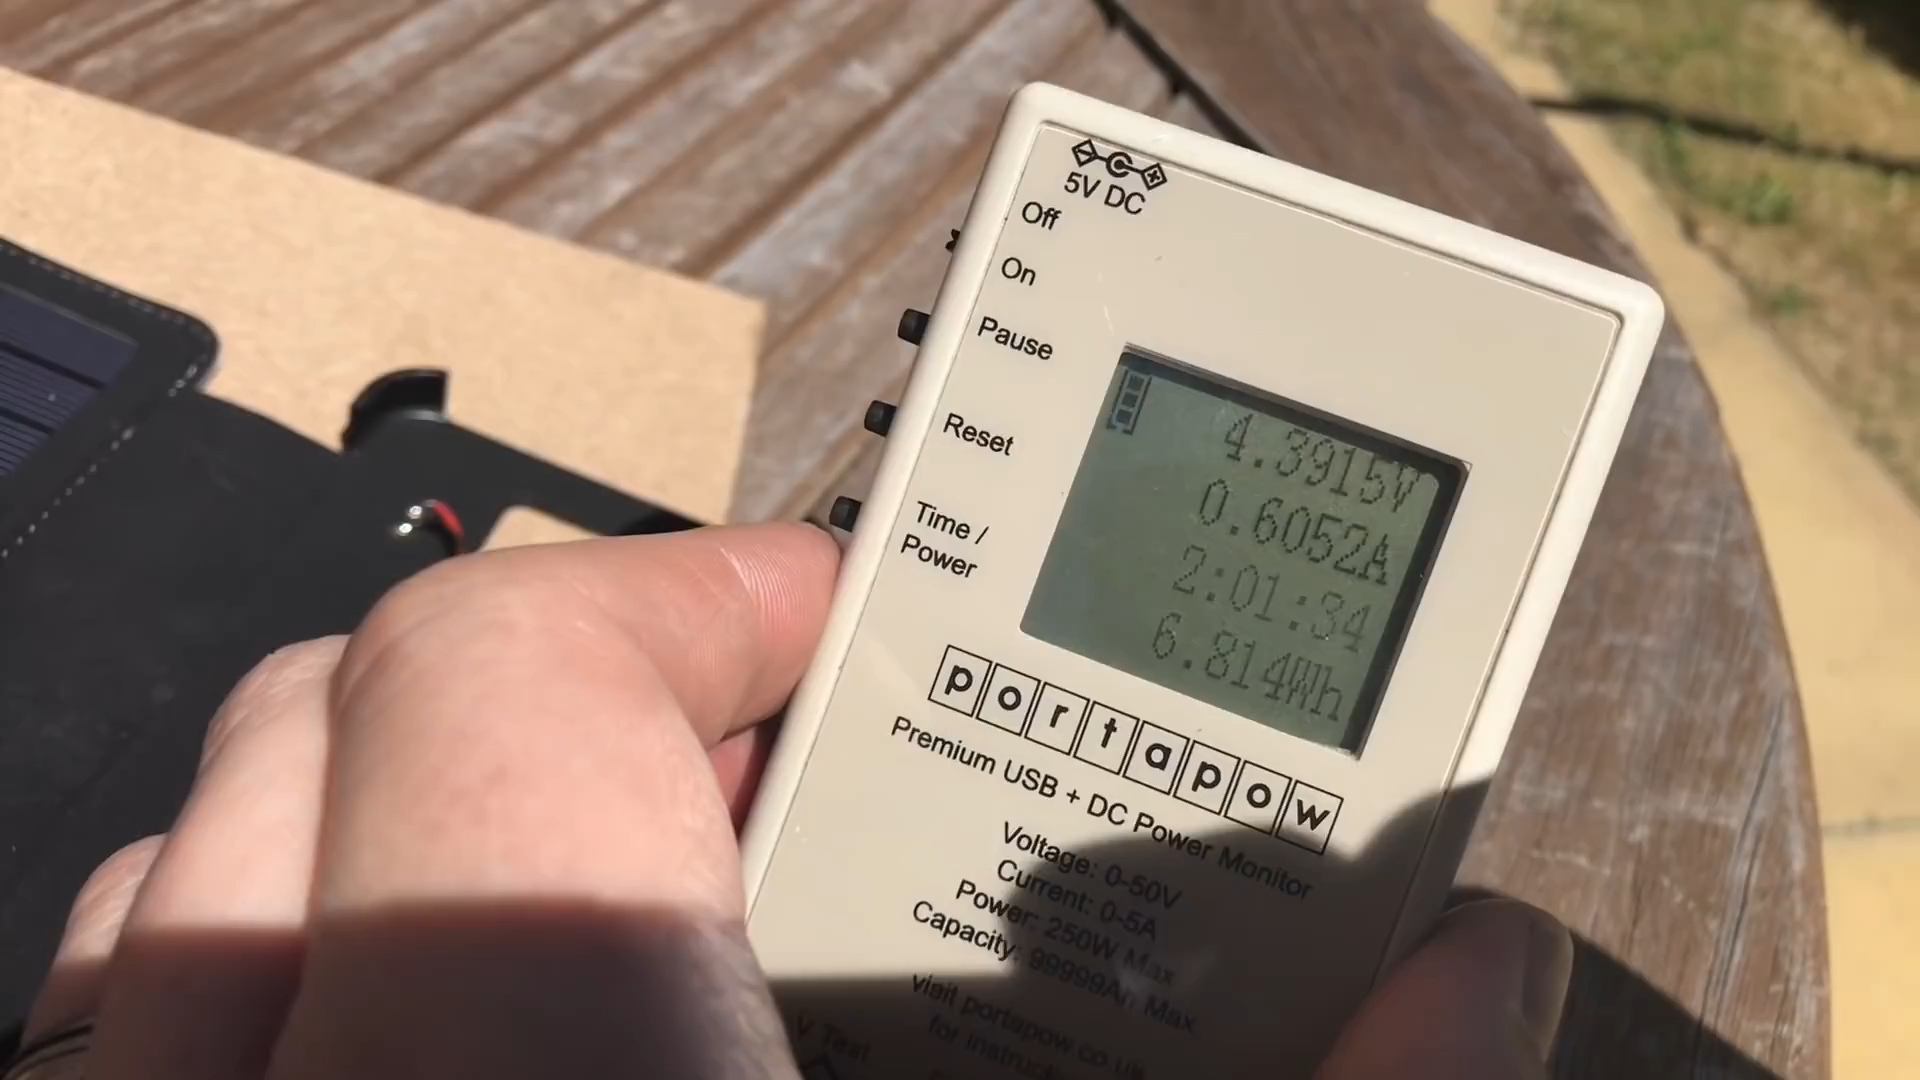 5V DC
Off
On
Pause
Reset
Time /
Power
4.3915V
0.6052A
2:01:34
6.814Wh
portapow
Premium USB + DC Power Monitor
Voltage: 0-50V
Current: 0-5A
Power: 250W Max
Capacity: 99999Ah Max
visit portapow.co.uk
for
V Test